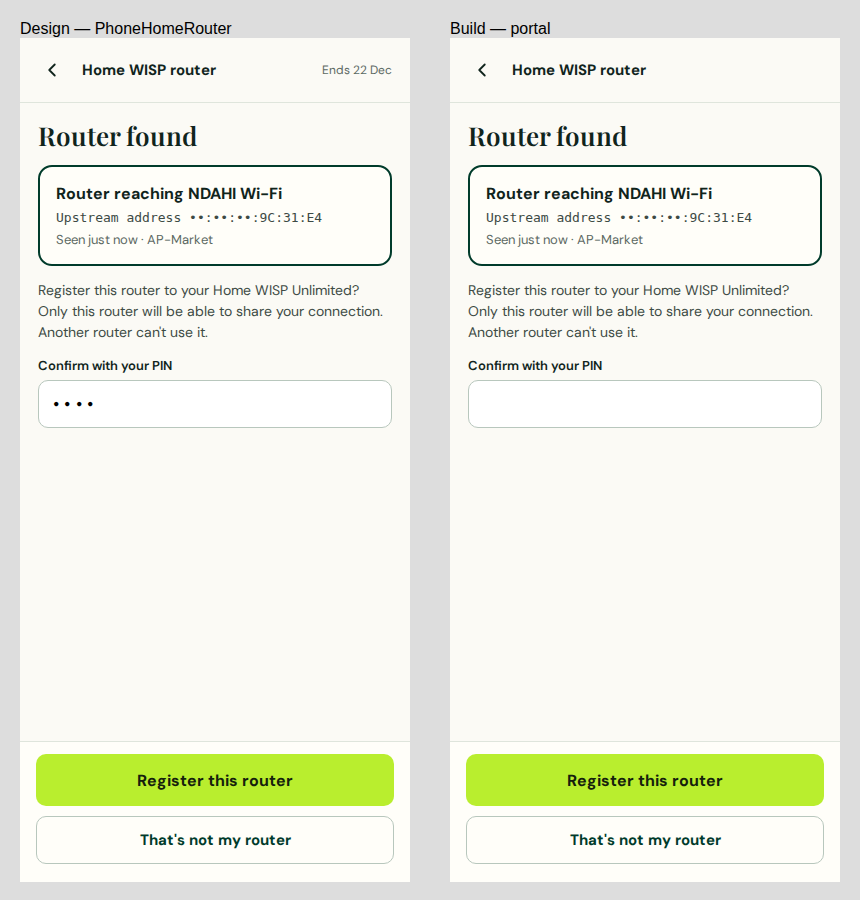 Design — PhoneHomeRouter
Home WISP router
Ends 22 Dec
Router found
Router reaching NDAHI Wi-Fi
Upstream address ••:••:••:9C:31:E4
Seen just now · AP-Market
Register this router to your Home WISP Unlimited?
Only this router will be able to share your connection.
Another router can't use it.
Confirm with your PIN
••••
Register this router
That's not my router
Build — portal
Home WISP router
Router found
Router reaching NDAHI Wi-Fi
Upstream address ••:••:••:9C:31:E4
Seen just now · AP-Market
Register this router to your Home WISP Unlimited?
Only this router will be able to share your connection.
Another router can't use it.
Confirm with your PIN
Register this router
That's not my router